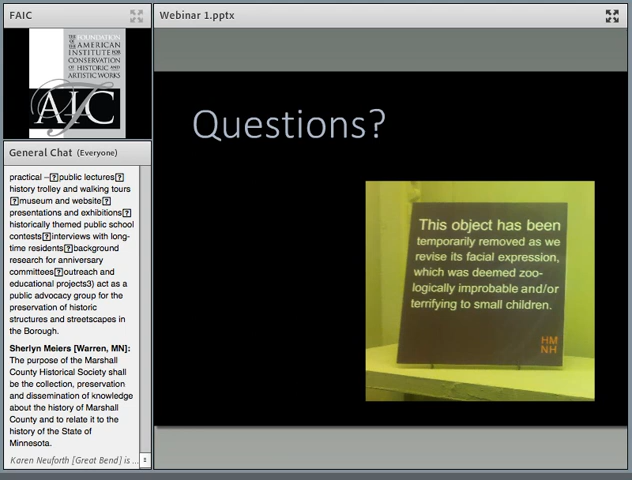 FAIC
THE FOUNDATION
OF THE AMERICAN
INSTITUTE FOR
CONSERVATION
OF HISTORIC AND
ARTISTIC WORKS
AIC
General Chat (Everyone)
practical –?public lectures?
history trolley and walking tours
?museum and website?
presentations and exhibitions?
historically themed public school
contests?interviews with long-
time residents?background
research for anniversary
committees?outreach and
educational projects3) act as a
public advocacy group for the
preservation of historic
structures and streetscapes in
the Borough.
Sherlyn Meiers [Warren, MN]:
The purpose of the Marshall
County Historical Society shall
be the collection, preservation
and dissemination of knowledge
about the history of Marshall
County and to relate it to the
history of the State of
Minnesota.
Karen Neuforth [Great Bend] is ...
Webinar 1.pptx
Questions?
This object has been
temporarily removed as we
revise its facial expression,
which was deemed zoo-
logically improbable and/or
terrifying to small children.
HM
NH